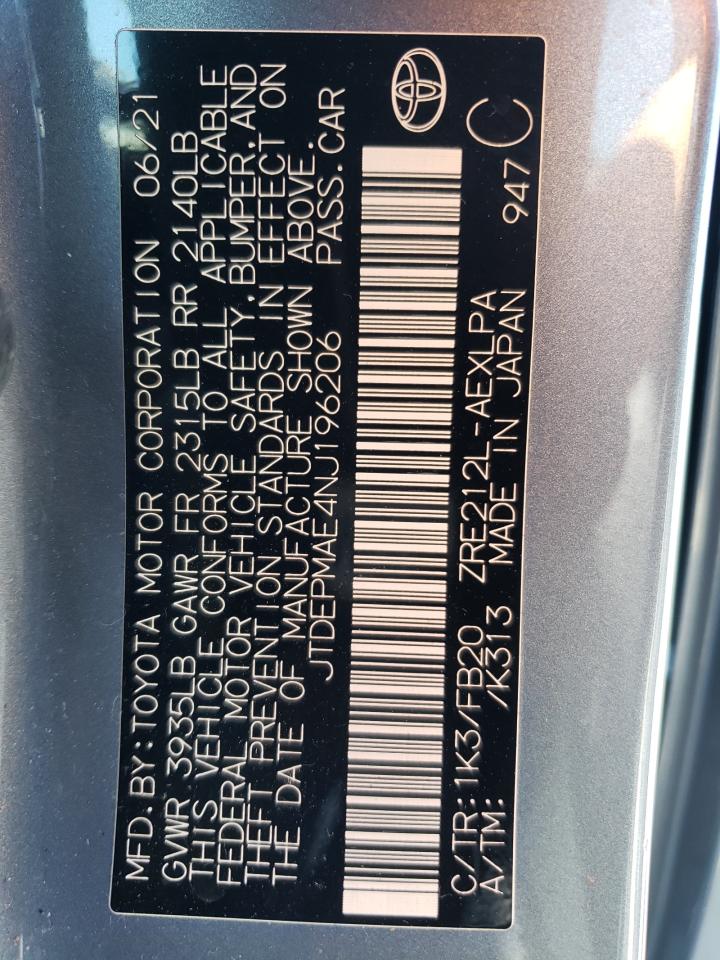 MFD.BY:TOYOTA MOTOR CORPORATION 06/21
GVWR 3935LB GAWR FR 2315LB RR 2140LB
THIS VEHICLE CONFORMS TO ALL APPLICABLE
FEDERAL MOTOR VEHICLE SAFETY,BUMPER,AND
THEFT PREVENTION STANDARDS IN EFFECT ON
THE DATE OF MANUFACTURE SHOWN ABOVE.
JTDEPMAE4NJ196206 PASS.CAR
C/TR:1K3/FB20 ZRE212L-AEXLPA
A/TM: /K313 MADE IN JAPAN
947 C